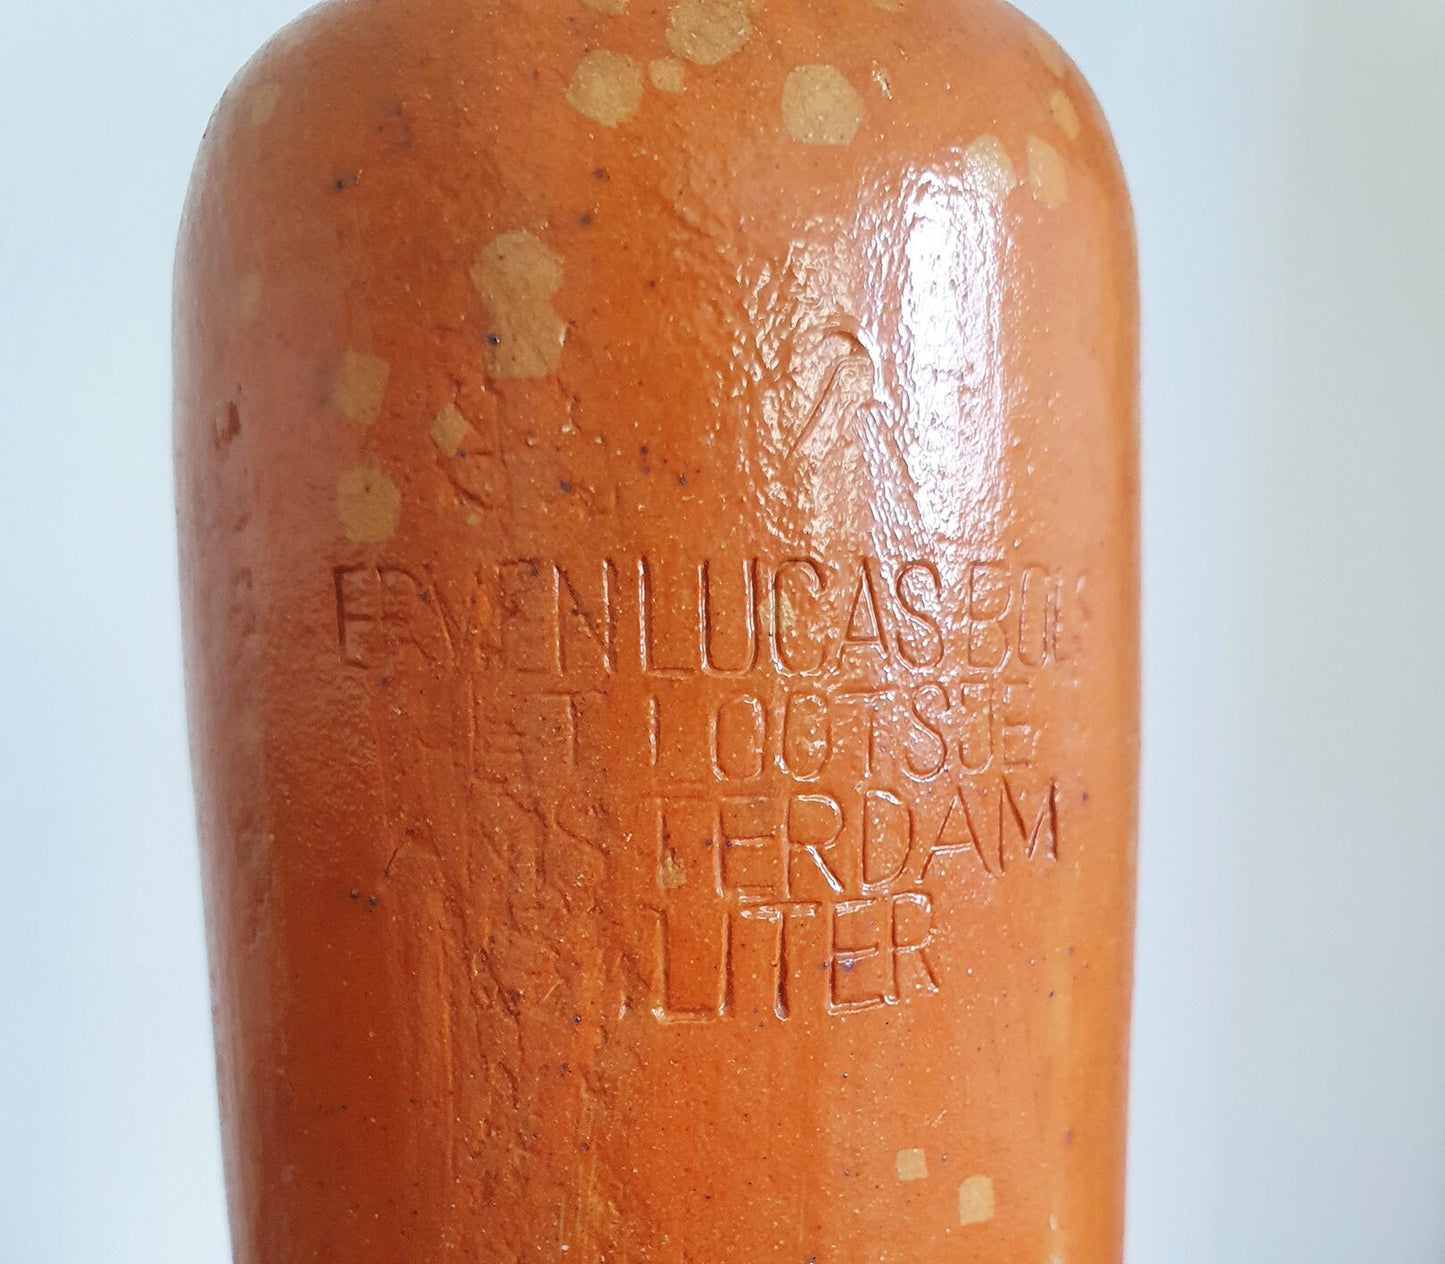 ERVEN LUCAS BOLS
HET LOOTSJE
AMSTERDAM
LITER